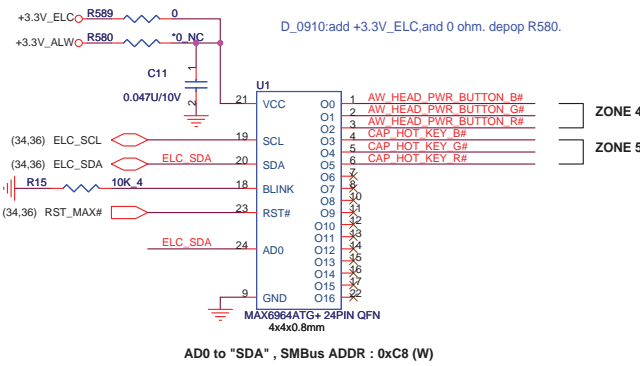 +3.3V_ELC R589 0
D_0910:add +3.3V_ELC,and 0 ohm. depop R580.
+3.3V_ALW R580 *0_NC
1
C11
0.047U/10V
2
U1
21 VCC O0 1 AW_HEAD_PWR_BUTTON_B#
O1 2 AW_HEAD_PWR_BUTTON_G#
ZONE 4
O2 3 AW_HEAD_PWR_BUTTON_R#
(34,36) ELC_SCL 19 SCL O3 4 CAP_HOT_KEY_B#
O4 5 CAP_HOT_KEY_G#
ZONE 5
(34,36) ELC_SDA ELC_SDA 20 SDA O5 6 CAP_HOT_KEY_R#
O6 7
R15 10K_4 18 BLINK O7 8
O8 10
O9 11
(34,36) RST_MAX# 23 RST# O10 12
O11 13
ELC_SDA 24 AD0 O12 14
O13 15
O14 16
O15 17
9 GND O16 22
MAX6964ATG+ 24PIN QFN
4x4x0.8mm
AD0 to "SDA" , SMBus ADDR : 0xC8 (W)